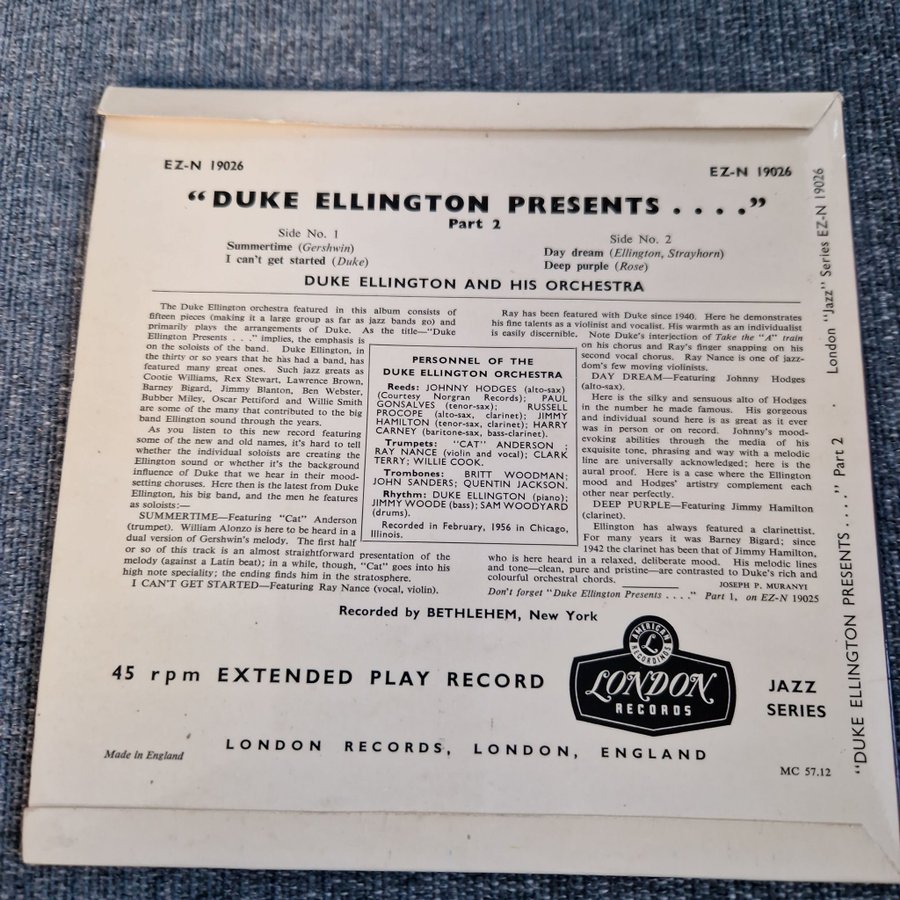 EZ-N 19026
EZ-N 19026
“DUKE ELLINGTON PRESENTS . . . .”
Part 2
Side No. 1
Summertime (Gershwin)
I can't get started (Duke)
Side No. 2
Day dream (Ellington, Strayhorn)
Deep purple (Rose)
DUKE ELLINGTON AND HIS ORCHESTRA
The Duke Ellington orchestra featured in this album consists of
fifteen pieces (making it a large group as far as jazz bands go) and
primarily plays the arrangements of Duke. As the title—“Duke
Ellington Presents . . .” implies, the emphasis is
on the soloists of the band. Duke Ellington, in
the thirty or so years that he has had a band, has
featured many great ones. Such jazz greats as
Cootie Williams, Rex Stewart, Lawrence Brown,
Barney Bigard, Jimmy Blanton, Ben Webster,
Bubber Miley, Oscar Pettiford and Willie Smith
are some of the many that contributed to the big
band Ellington sound through the years.
As you listen to this new record featuring
some of the new and old names, it's hard to tell
whether the individual soloists are creating the
Ellington sound or whether it's the background
influence of Duke that we hear in their mood-
setting choruses. Here then is the latest from Duke
Ellington, his big band, and the men he features
as soloists:—
SUMMERTIME—Featuring “Cat” Anderson
(trumpet). William Alonzo is here to be heard in a
dual version of Gershwin's melody. The first half
or so of this track is an almost straightforward presentation of the
melody (against a Latin beat); in a while, though, “Cat” goes into his
high note speciality; the ending finds him in the stratosphere.
I CAN'T GET STARTED—Featuring Ray Nance (vocal, violin).
PERSONNEL OF THE
DUKE ELLINGTON ORCHESTRA
Reeds: JOHNNY HODGES (alto-sax)
(Courtesy Norgran Records); PAUL
GONSALVES (tenor-sax); RUSSELL
PROCOPE (alto-sax, clarinet); JIMMY
HAMILTON (tenor-sax, clarinet); HARRY
CARNEY (baritone-sax, bass-clarinet).
Trumpets: “CAT” ANDERSON ;
RAY NANCE (violin and vocal); CLARK
TERRY; WILLIE COOK.
Trombones: BRITT WOODMAN;
JOHN SANDERS; QUENTIN JACKSON.
Rhythm: DUKE ELLINGTON (piano);
JIMMY WOODE (bass); SAM WOODYARD
(drums).
Recorded in February, 1956 in Chicago,
Illinois.
Ray has been featured with Duke since 1940. Here he demonstrates
his fine talents as a violinist and vocalist. His warmth as an individualist
is easily discernible. Note Duke's interjection of Take the “A” train
on his chorus and Ray's finger snapping on his
second vocal chorus. Ray Nance is one of jazz-
dom's few moving violinists.
DAY DREAM—Featuring Johnny Hodges
(alto-sax).
Here is the silky and sensuous alto of Hodges
in the number he made famous. His gorgeous
and individual sound here is as great as it ever
was in person or on record. Johnny's mood-
evoking abilities through the media of his
exquisite tone, phrasing and way with a melodic
line are universally acknowledged; here is the
aural proof. Here is a case where the Ellington
mood and Hodges' artistry complement each
other near perfectly.
DEEP PURPLE—Featuring Jimmy Hamilton
(clarinet).
Ellington has always featured a clarinettist.
For many years it was Barney Bigard; since
1942 the clarinet has been that of Jimmy Hamilton,
who is here heard in a relaxed, deliberate mood. His melodic lines
and tone—clean, pure and pristine—are contrasted to Duke's rich and
colourful orchestral chords.
JOSEPH P. MURANYI
Don't forget “Duke Ellington Presents . . . .” Part 1, on EZ-N 19025
Recorded by BETHLEHEM, New York
45 rpm EXTENDED PLAY RECORD
AMERICAN
L
RECORDINGS
LONDON
RECORDS
JAZZ
SERIES
Made in England
LONDON RECORDS, LONDON, ENGLAND
MC 57.12
“DUKE ELLINGTON PRESENTS . . . .” Part 2 . London “Jazz” Series EZ-N 19026